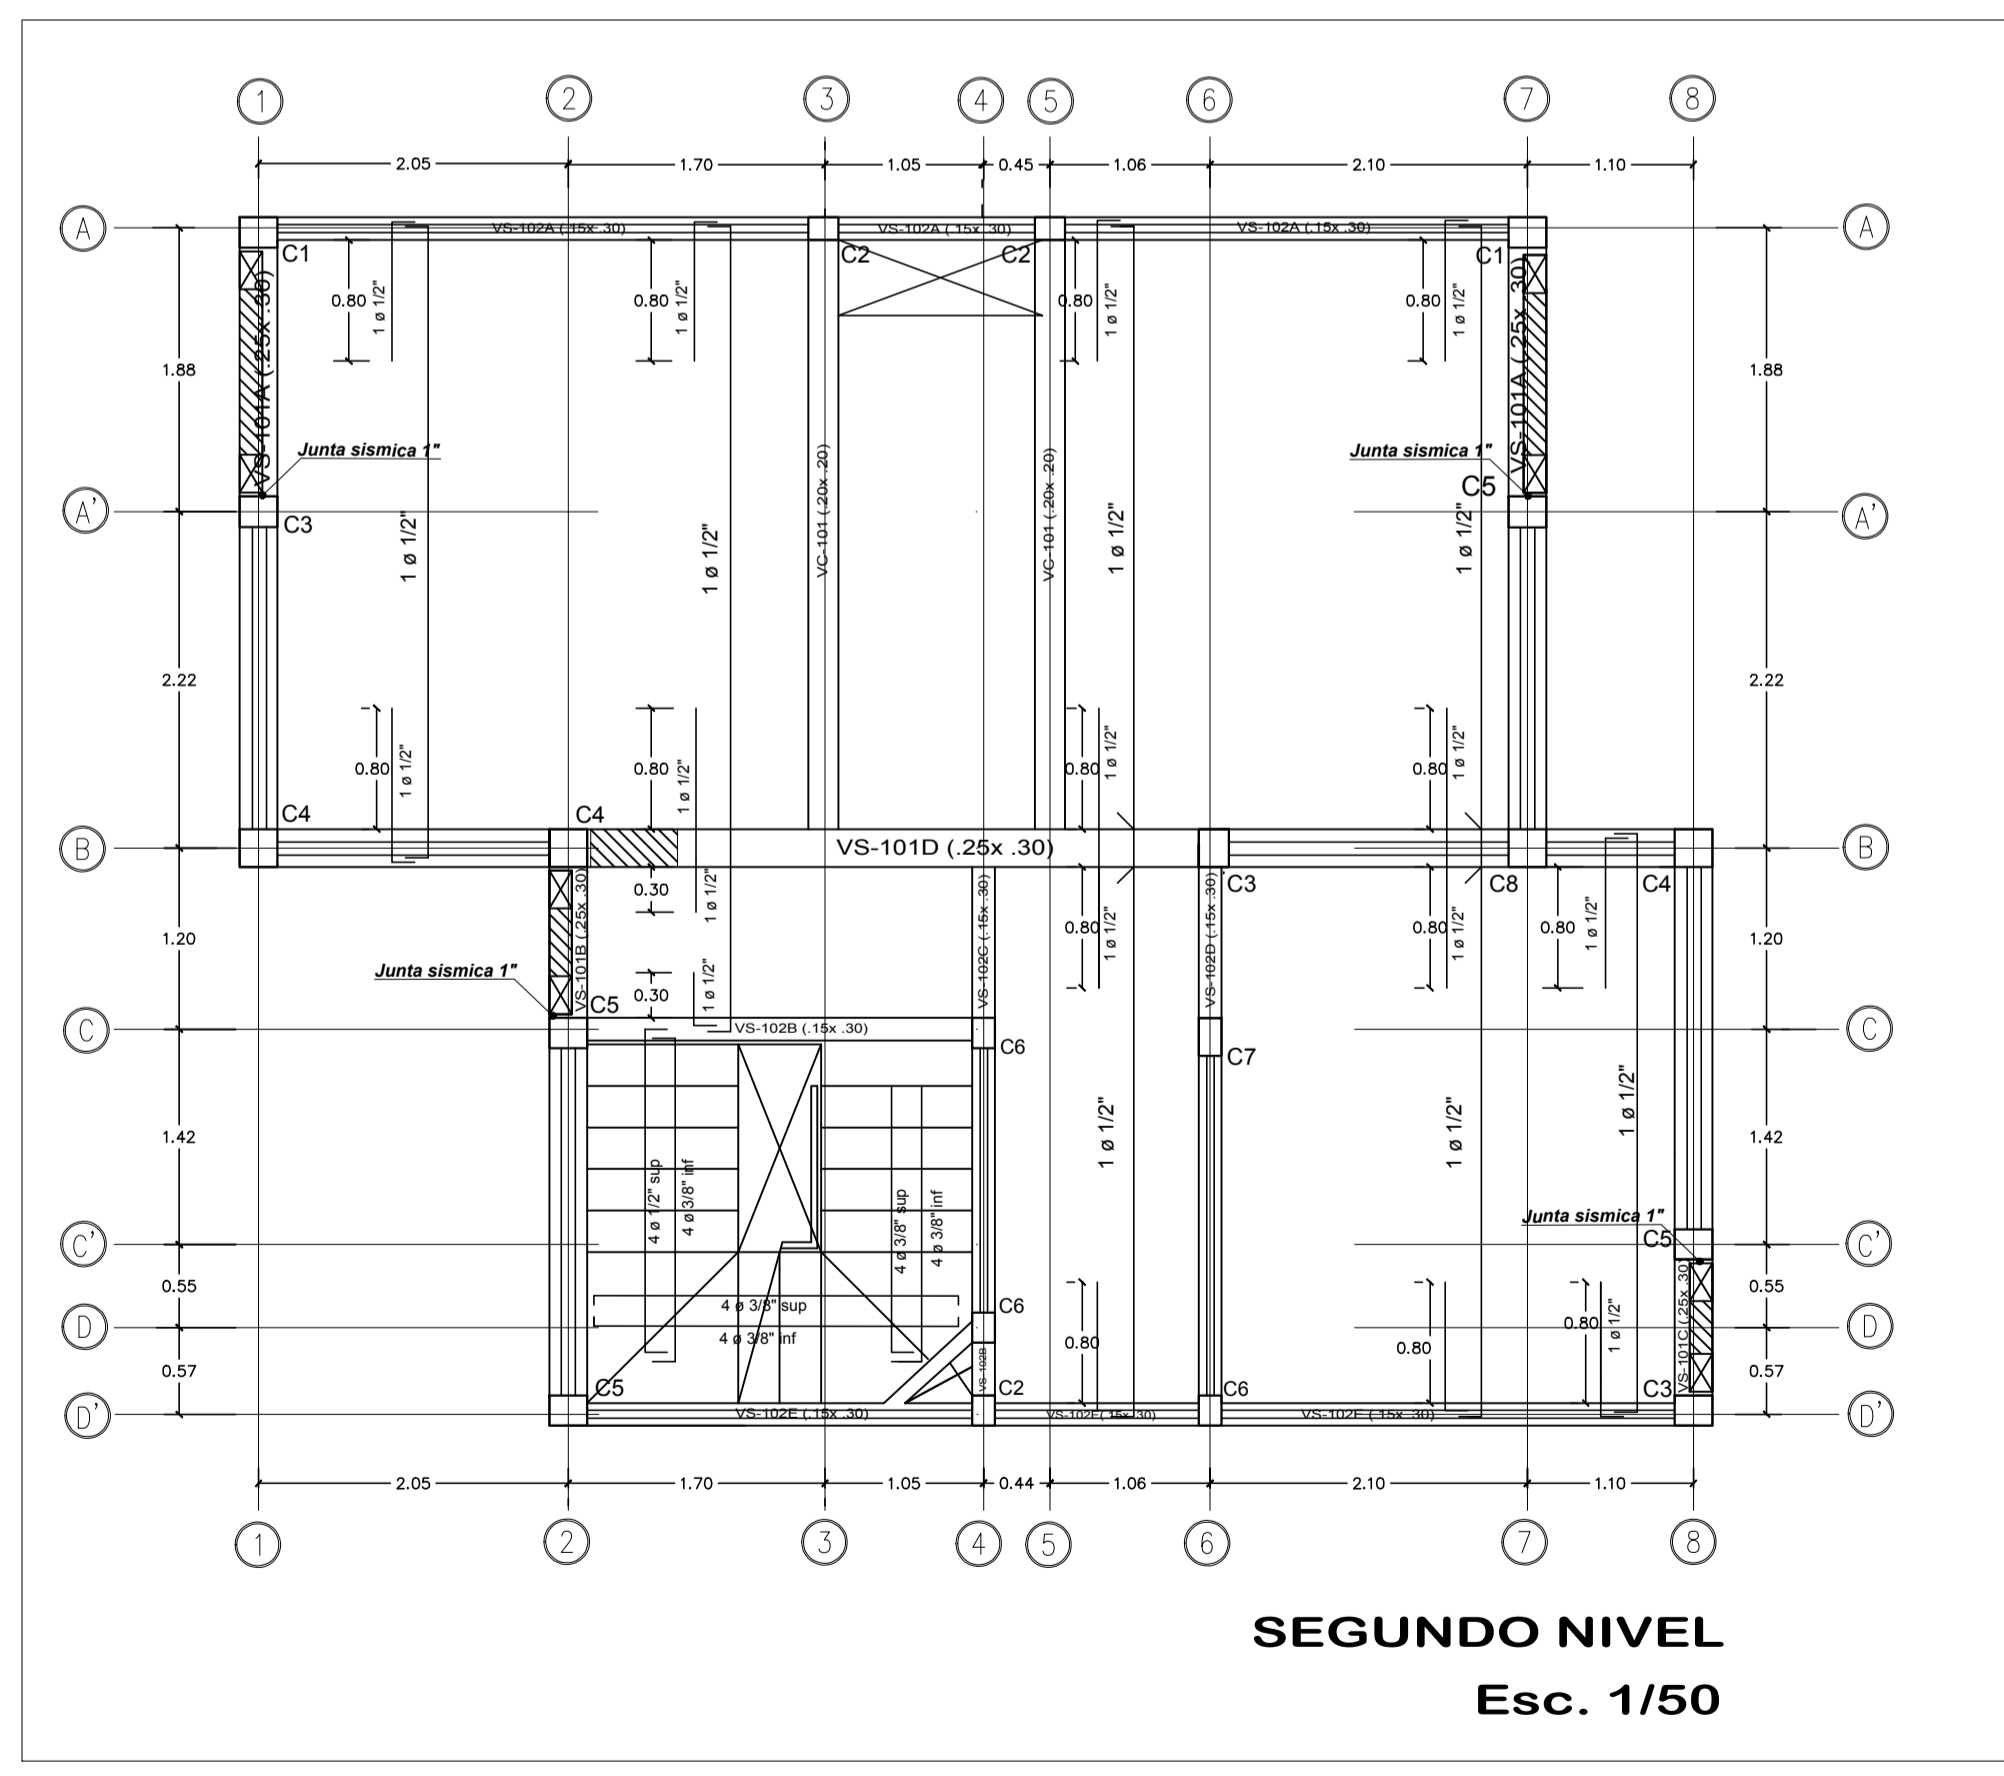 1 2 3 4 5 6 7 8
2.05 1.70 1.05 0.45 1.06 2.10 1.10
A VS-102A (.15x .30) VS-102A (.15x .30) VS-102A (.15x .30) A
C1 C2 C2 C1
VS-101A (.25x .30) VS-101A (.25x .30)
0.80 1 ø 1/2" 0.80 1 ø 1/2" 0.80 1 ø 1/2" 0.80 1 ø 1/2"
1.88 1.88
Junta sismica 1" Junta sismica 1"
C5
A' C3 A'
VC-101 (.20x .20) VC-101 (.20x .20)
1 ø 1/2" 1 ø 1/2" 1 ø 1/2" 1 ø 1/2"
2.22 2.22
0.80 1 ø 1/2" 0.80 1 ø 1/2" 0.80 1 ø 1/2" 0.80 1 ø 1/2"
C4 C4
B VS-101D (.25x .30) B
C3 C8 C4
0.30 1 ø 1/2"
VS-101B (.25x .30) VS-102C (.15x .30) VS-102D (.15x .30)
1.20 0.80 1 ø 1/2" 0.80 1 ø 1/2" 0.80 1 ø 1/2" 1.20
Junta sismica 1"
0.30 1 ø 1/2"
C5
C VS-102B (.15x .30) C
C6 C7
1.42 1 ø 1/2" 1 ø 1/2" 1 ø 1/2" 1.42
4 ø 1/2" sup 4 ø 3/8" inf 4 ø 3/8" sup 4 ø 3/8" inf
Junta sismica 1"
C' C5 C'
0.55 0.55
4 ø 3/8" sup C6
D D
4 ø 3/8" inf
0.80 0.80 0.80 1 ø 1/2" VS-101C (.25x .30)
0.57 VS-102B 0.57
C5 C2 C6 C3
D' VS-102E (.15x .30) VS-102E(.15x .30) VS-102E (.15x .30) D'
2.05 1.70 1.05 0.44 1.06 2.10 1.10
1 2 3 4 5 6 7 8
SEGUNDO NIVEL
Esc. 1/50